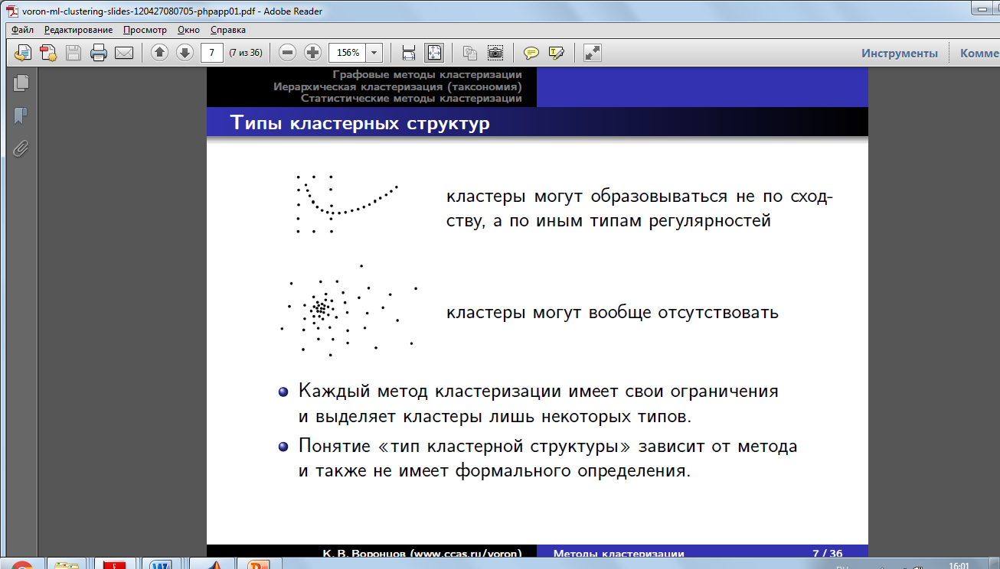 voron-ml-clustering-slides-120427080705-phpapp01.pdf - Adobe Reader
Файл Редактирование Просмотр Окно Справка
7 (7 из 36) 156% Инструменты Комме
Графовые методы кластеризации
Иерархическая кластеризация (таксономия)
Статистические методы кластеризации
Типы кластерных структур
кластеры могут образовываться не по сход-
ству, а по иным типам регулярностей
кластеры могут вообще отсутствовать
Каждый метод кластеризации имеет свои ограничения
и выделяет кластеры лишь некоторых типов.
Понятие «тип кластерной структуры» зависит от метода
и также не имеет формального определения.
К. В. Воронцов (www.ccas.ru/voron) Методы кластеризации 7 / 36
16:01